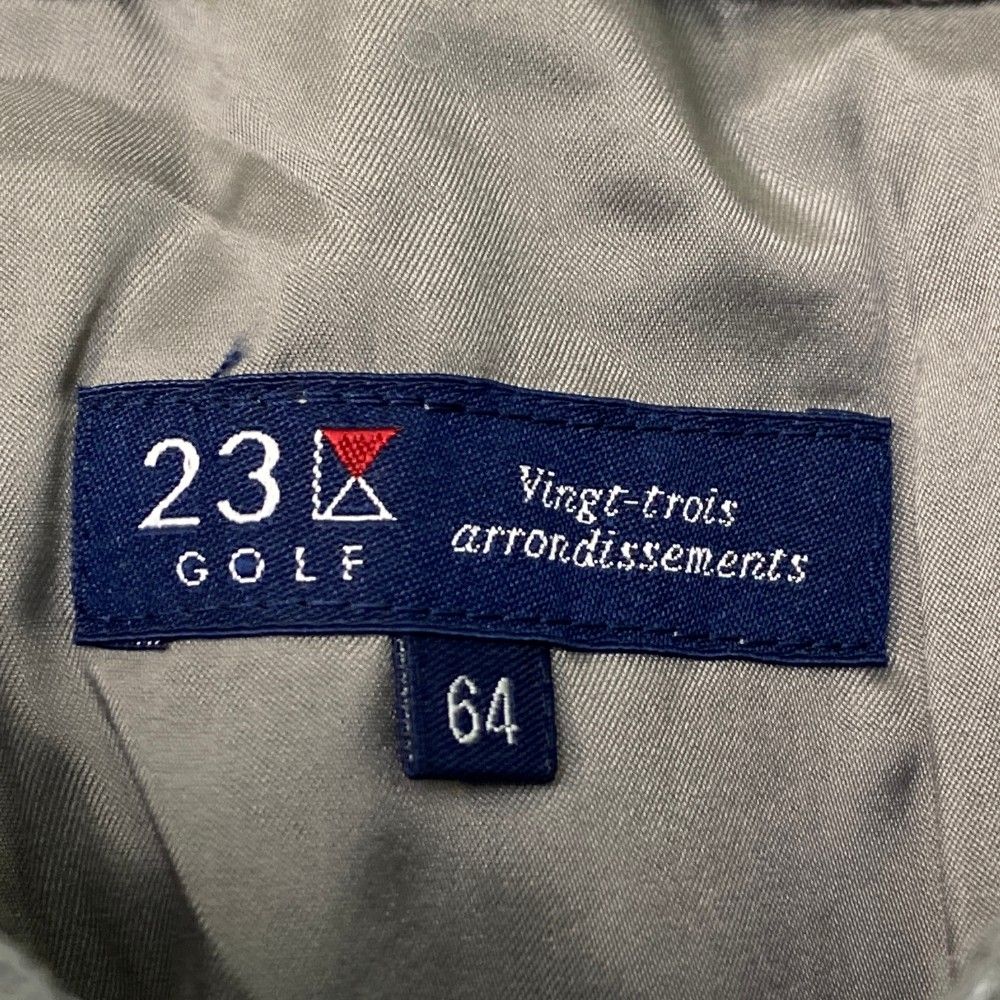 23
GOLF
Vingt-trois
arrondissements
64